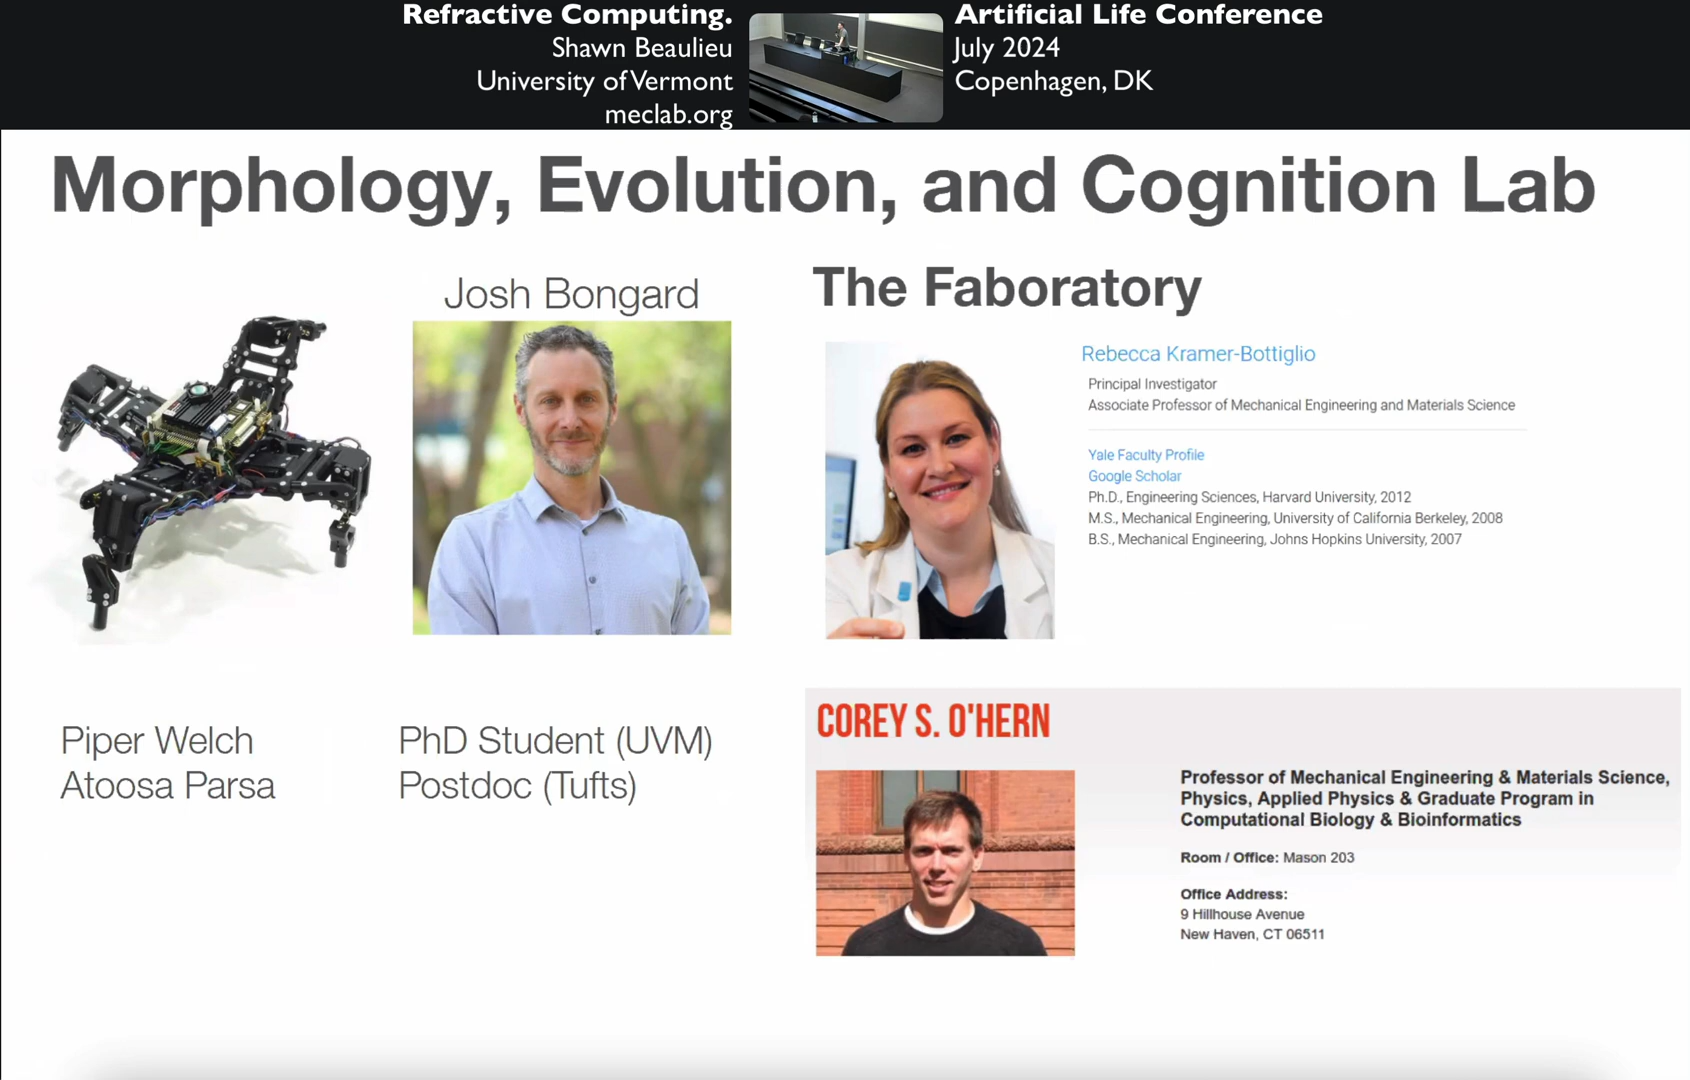 Refractive Computing.
Shawn Beaulieu
University of Vermont
meclab.org
Artificial Life Conference
July 2024
Copenhagen, DK
Morphology, Evolution, and Cognition Lab
Josh Bongard
Piper Welch PhD Student (UVM)
Atoosa Parsa Postdoc (Tufts)
The Faboratory
Rebecca Kramer-Bottiglio
Principal Investigator
Associate Professor of Mechanical Engineering and Materials Science
Yale Faculty Profile
Google Scholar
Ph.D., Engineering Sciences, Harvard University, 2012
M.S., Mechanical Engineering, University of California Berkeley, 2008
B.S., Mechanical Engineering, Johns Hopkins University, 2007
COREY S. O'HERN
Professor of Mechanical Engineering & Materials Science,
Physics, Applied Physics & Graduate Program in
Computational Biology & Bioinformatics
Room / Office: Mason 203
Office Address:
9 Hillhouse Avenue
New Haven, CT 06511